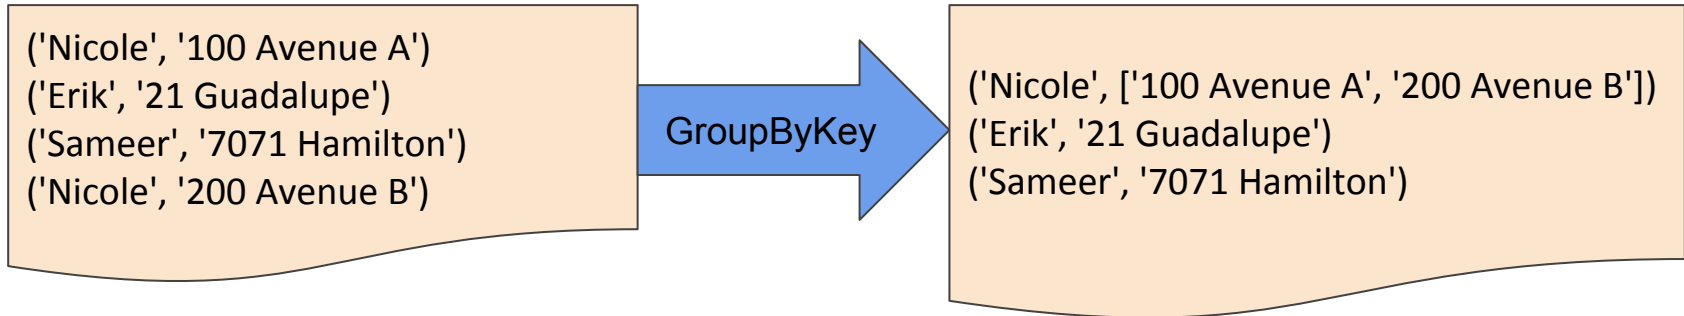 ('Nicole', '100 Avenue A')
('Erik', '21 Guadalupe')
('Sameer', '7071 Hamilton')
('Nicole', '200 Avenue B')
GroupByKey
('Nicole', ['100 Avenue A', '200 Avenue B'])
('Erik', '21 Guadalupe')
('Sameer', '7071 Hamilton')